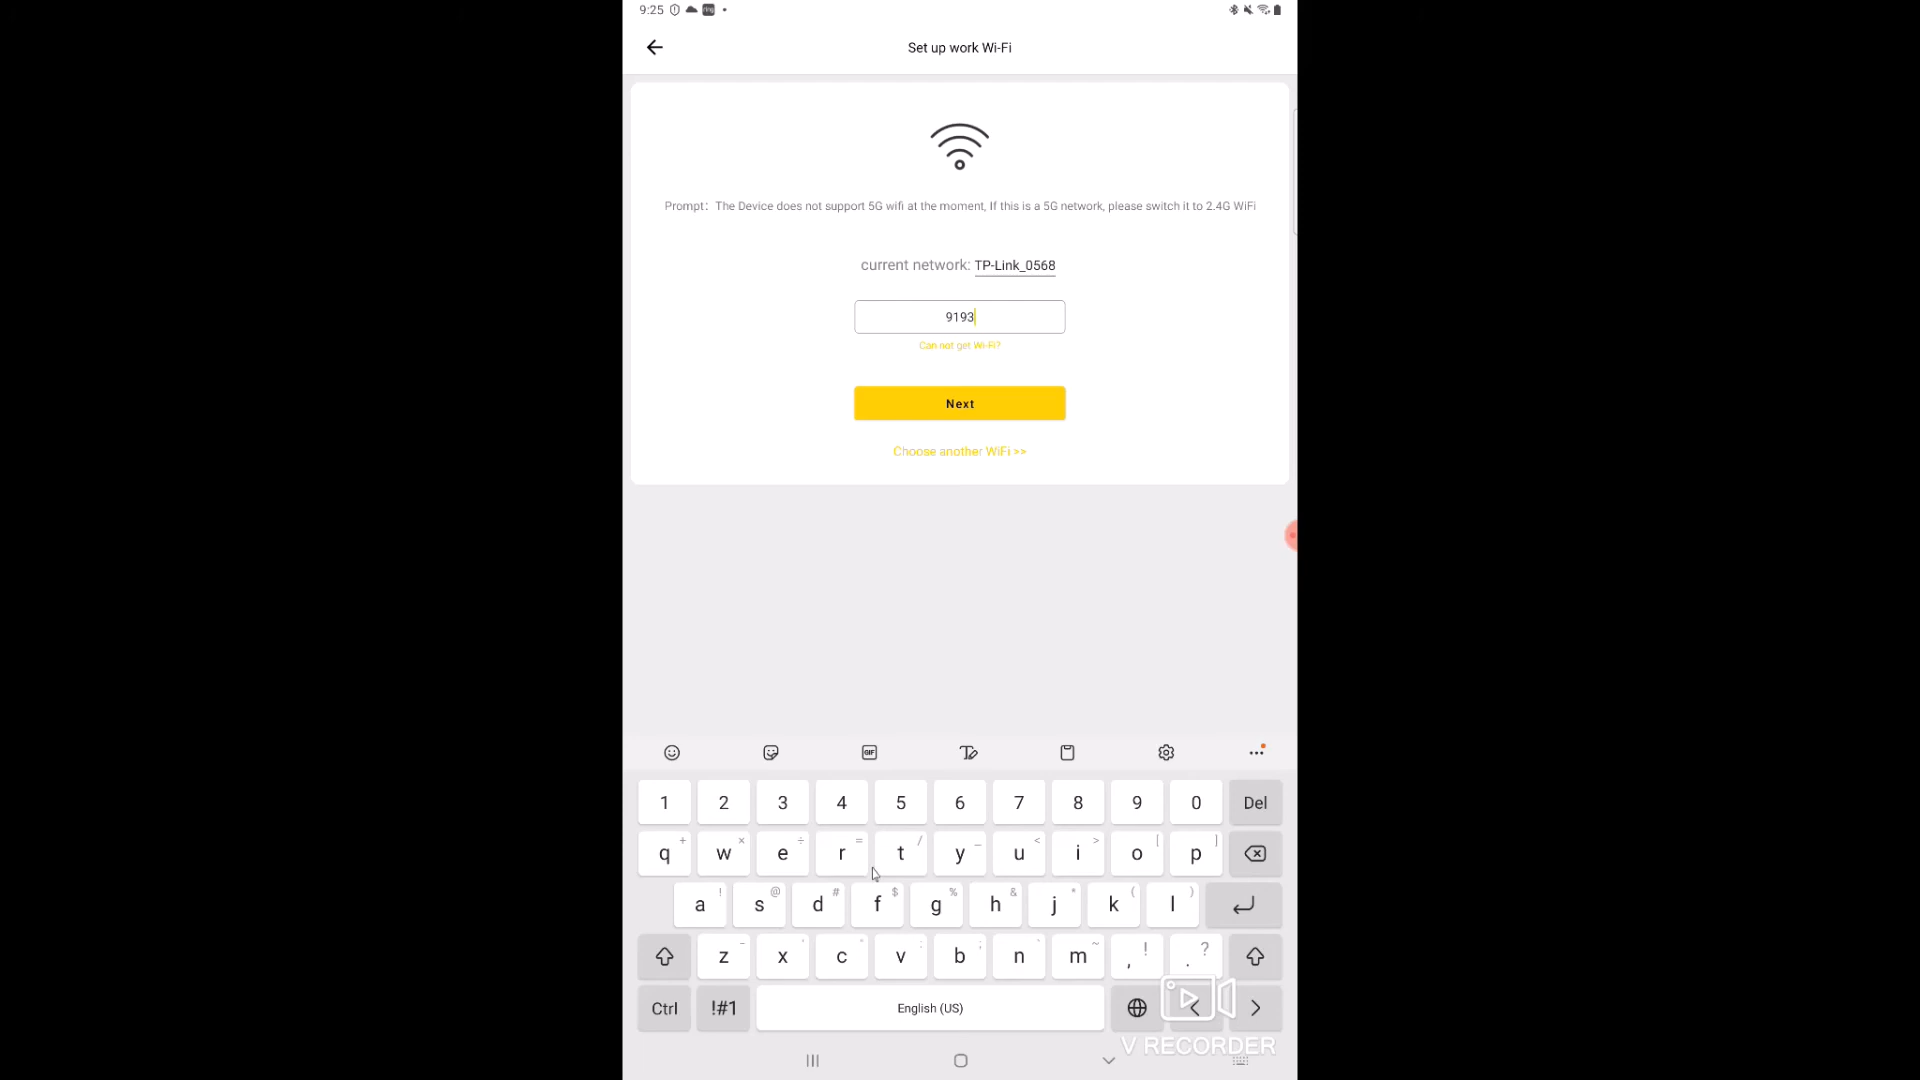 9:25
Set up work Wi-Fi
Prompt： The Device does not support 5G wifi at the moment, If this is a 5G network, please switch it to 2.4G WiFi
current network: TP-Link_0568
9193
Can not get Wi-Fi?
Next
Choose another WiFi >>
GIF
1 2 3 4 5 6 7 8 9 0 Del
+ × ÷ = / _ < > [ ]
q w e r t y u i o p
! @ # $ % & * ( )
a s d f g h j k l
z x c v b n m , ! . ?
Ctrl !#1 English (US) < >
V RECORDER